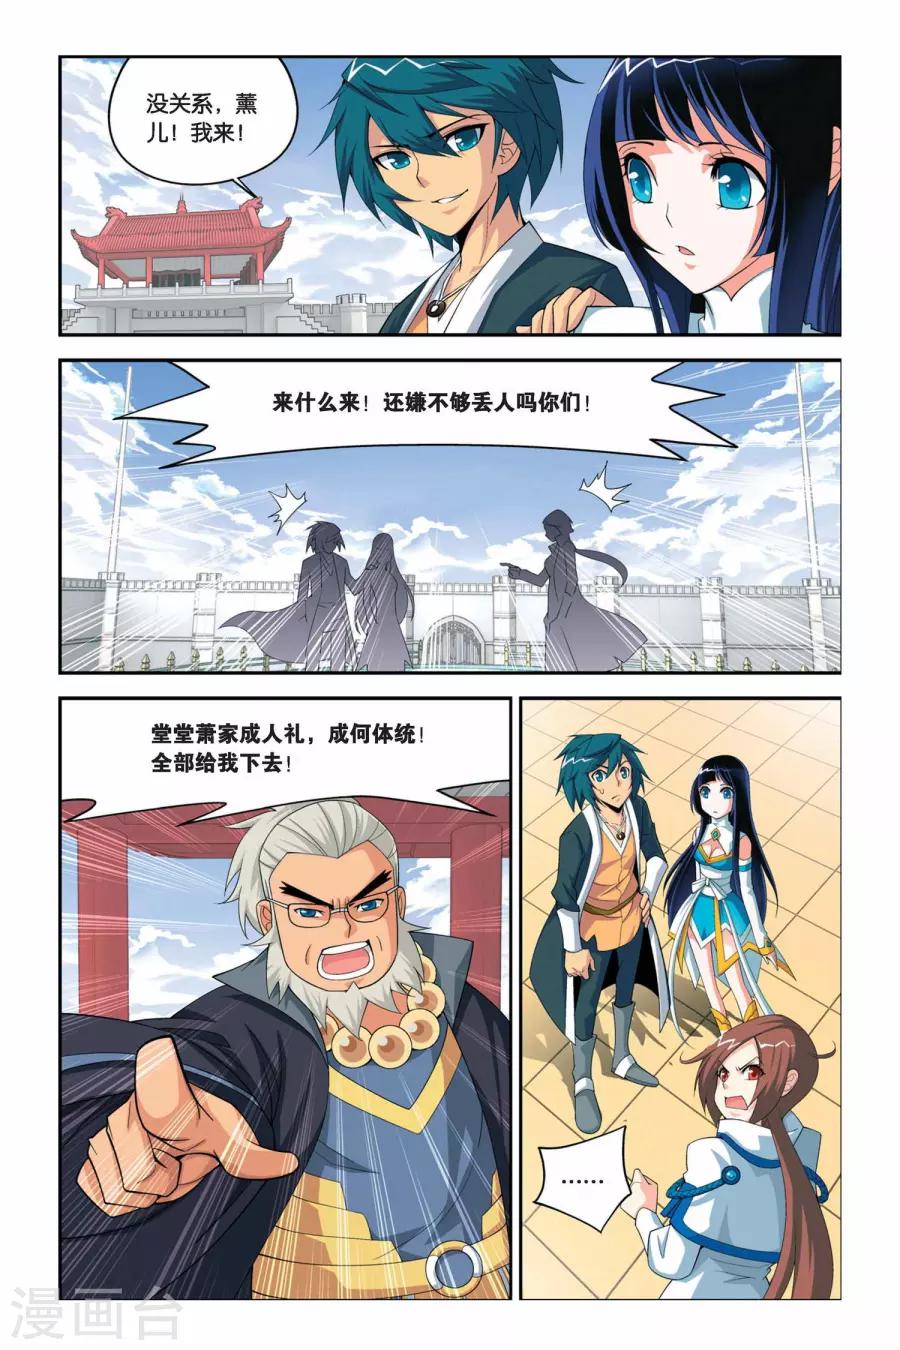 没关系，薰
儿！我来！
来什么来！还嫌不够丢人吗你们！
堂堂萧家成人礼，成何体统！
全部给我下去！
……
漫画台